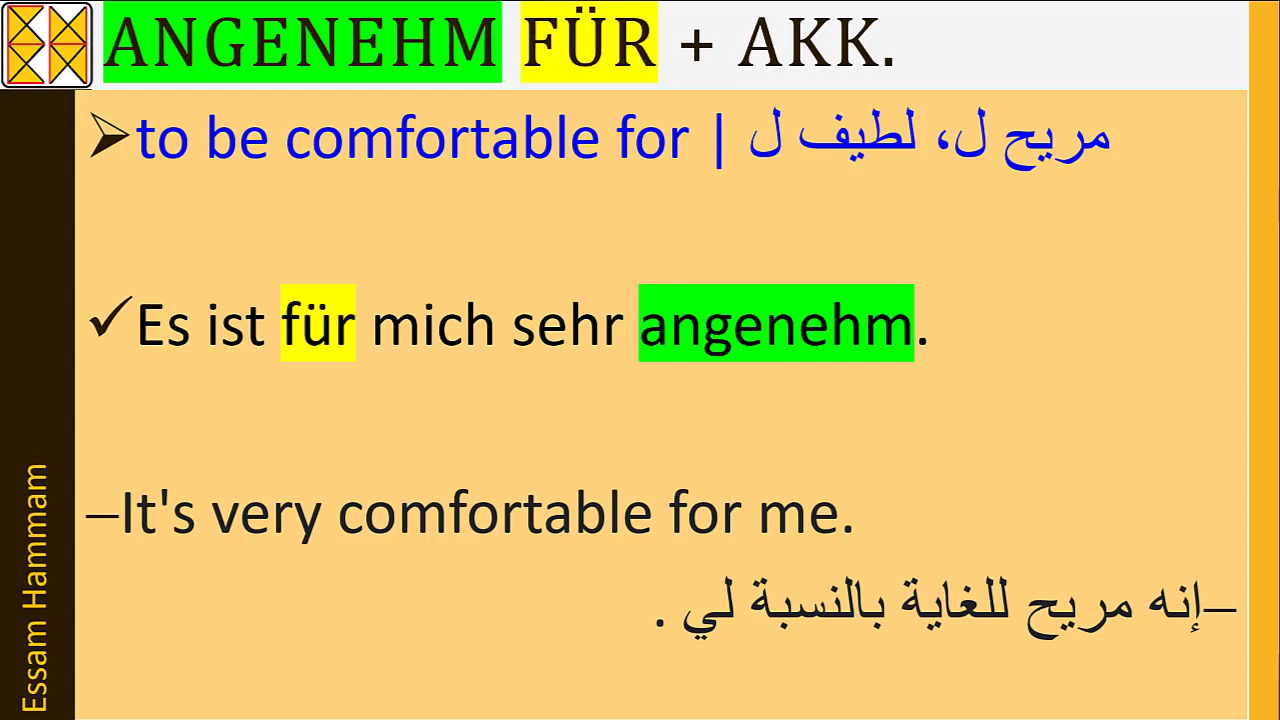 ANGENEHM FÜR + AKK.
to be comfortable for | مريح ل، لطيف ل
Es ist für mich sehr angenehm.
–It's very comfortable for me.
–إنه مريح للغاية بالنسبة لي .
Essam Hammam